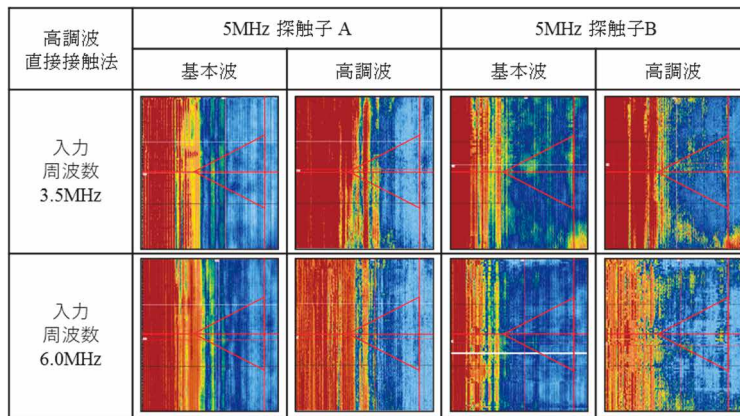 高調波
直接接触法
5MHz 探触子 A
5MHz 探触子B
基本波
高調波
基本波
高調波
入力
周波数
3.5MHz
入力
周波数
6.0MHz